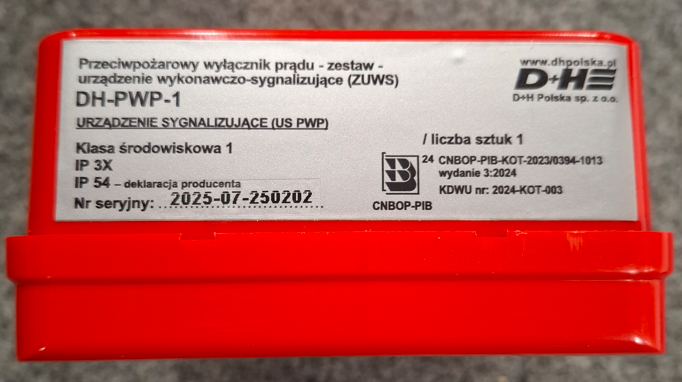 Przeciwpożarowy wyłącznik prądu - zestaw -
urządzenie wykonawczo-sygnalizujące (ZUWS)
DH-PWP-1
URZĄDZENIE SYGNALIZUJĄCE (US PWP)
Klasa środowiskowa 1
IP 3X
IP 54 – deklaracja producenta
Nr seryjny: 2025-07-250202
www.dhpolska.pl
D+H
D+H Polska sp. z o.o.
/ liczba sztuk 1
24 CNBOP-PIB-KOT-2023/0394-1013
wydanie 3:2024
KDWU nr: 2024-KOT-003
CNBOP-PIB